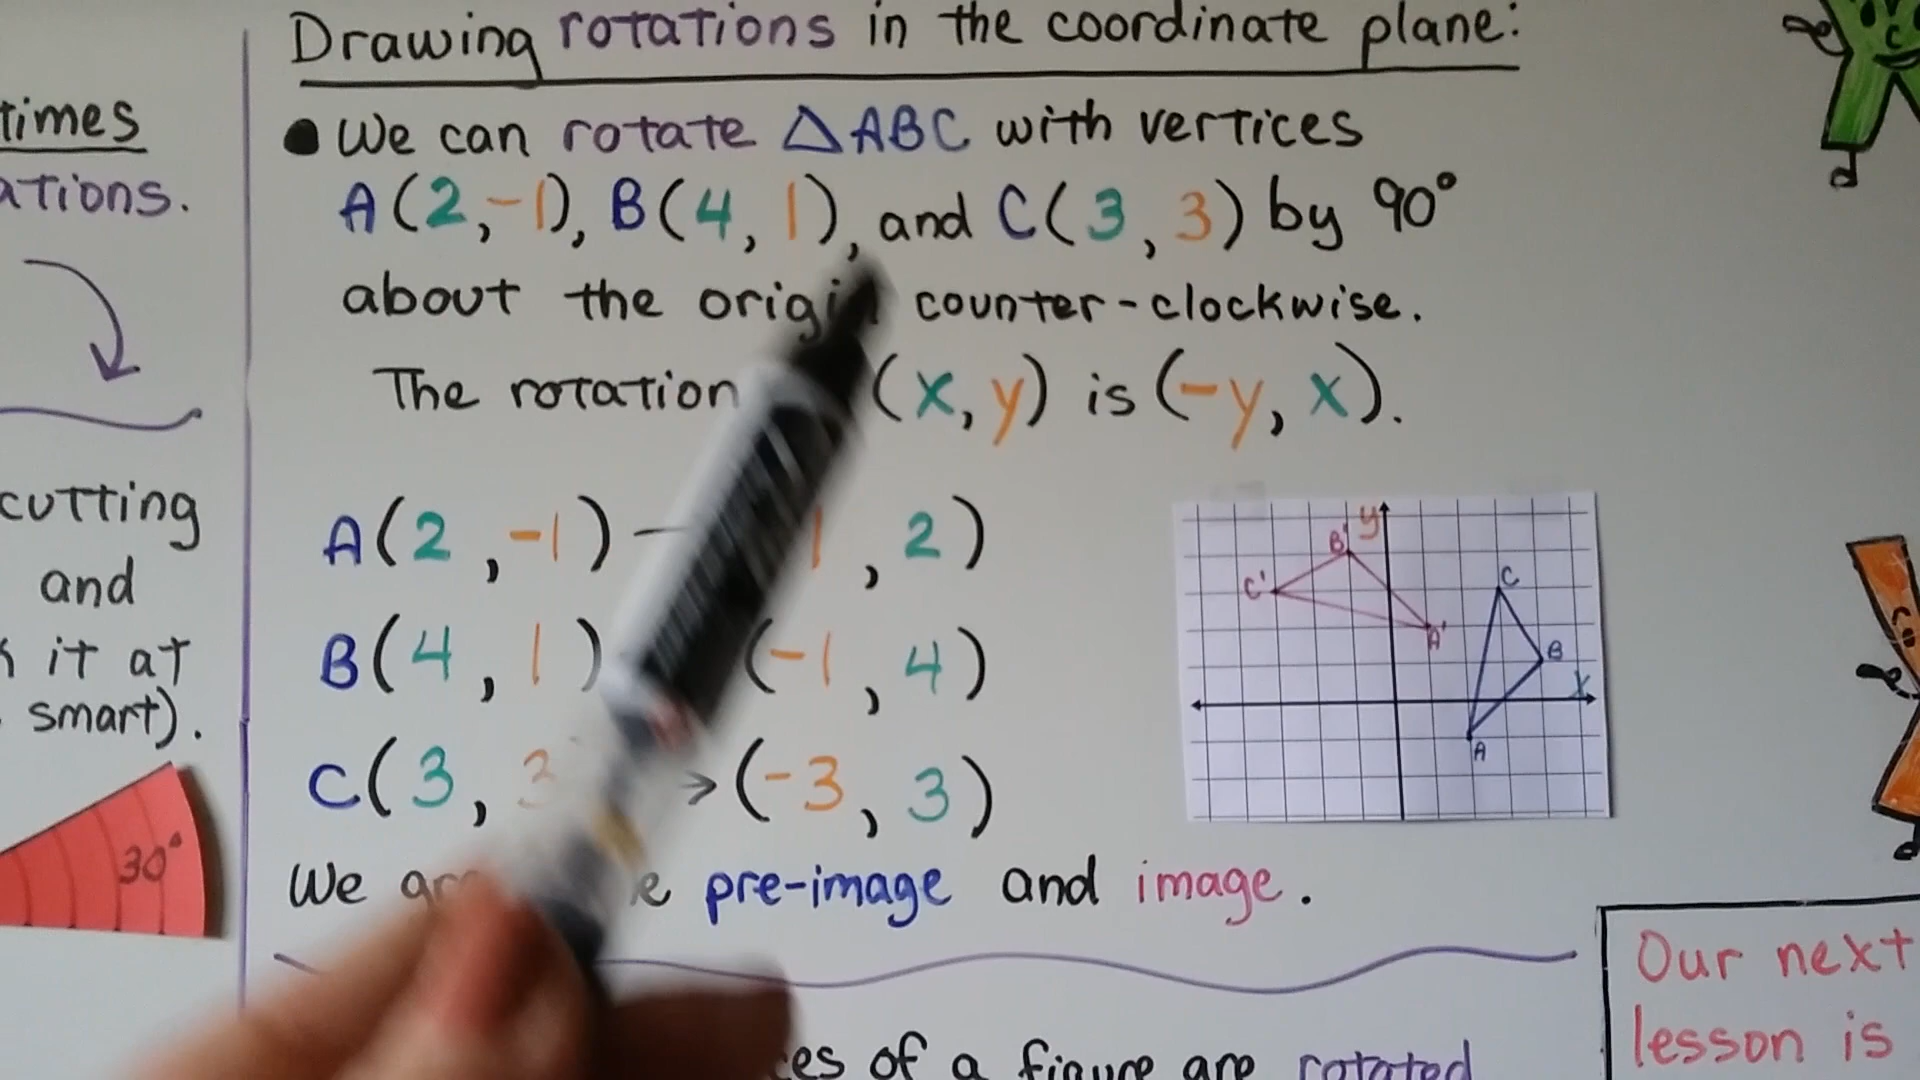 Drawing rotations in the coordinate plane:
times
ations.
• We can rotate △ABC with vertices
A(2,-1), B(4, 1), and C(3, 3) by 90°
about the origin counter-clockwise.
The rotation (x, y) is (-y, x).
cutting
and
it at
smart).
A(2, -1) 1, 2)
B(4, 1) (-1, 4)
C(3, 3 → (-3, 3)
y
B'
C'
A'
C
B
x
A
30°
We pre-image and image.
Our next
lesson is
es of a figure are rotated